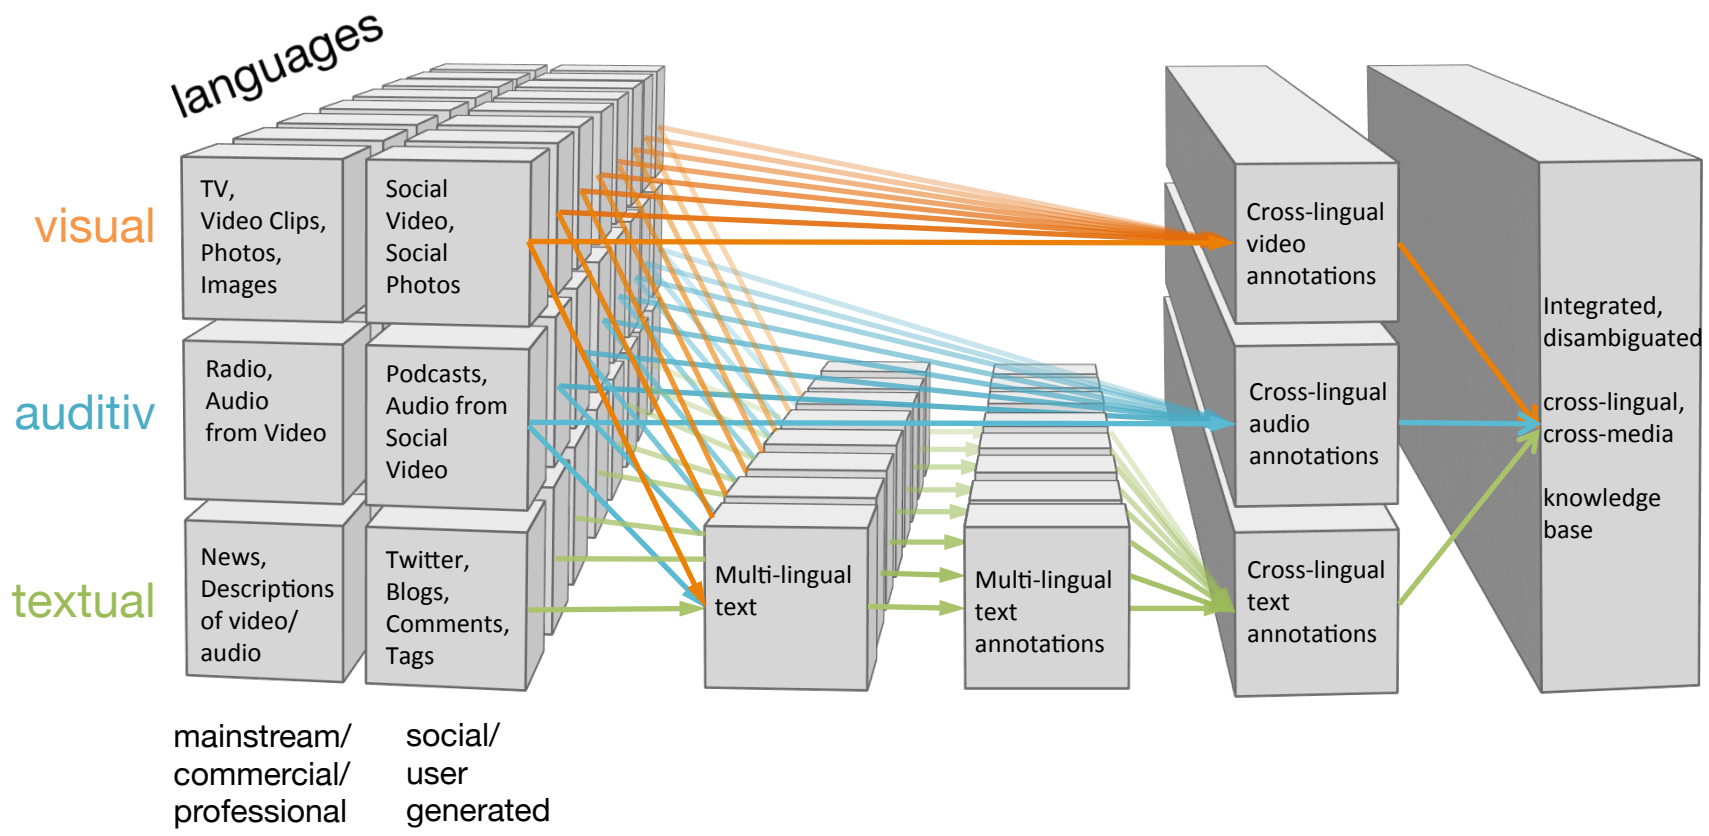 languages
visual
TV,
Video Clips,
Photos,
Images
Social
Video,
Social
Photos
Cross-lingual
video
annotations
auditiv
Radio,
Audio
from Video
Podcasts,
Audio from
Social
Video
Cross-lingual
audio
annotations
Integrated,
disambiguated
cross-lingual,
cross-media
knowledge
base
textual
News,
Descriptions
of video/
audio
Twitter,
Blogs,
Comments,
Tags
Multi-lingual
text
Multi-lingual
text
annotations
Cross-lingual
text
annotations
mainstream/
commercial/
professional
social/
user
generated